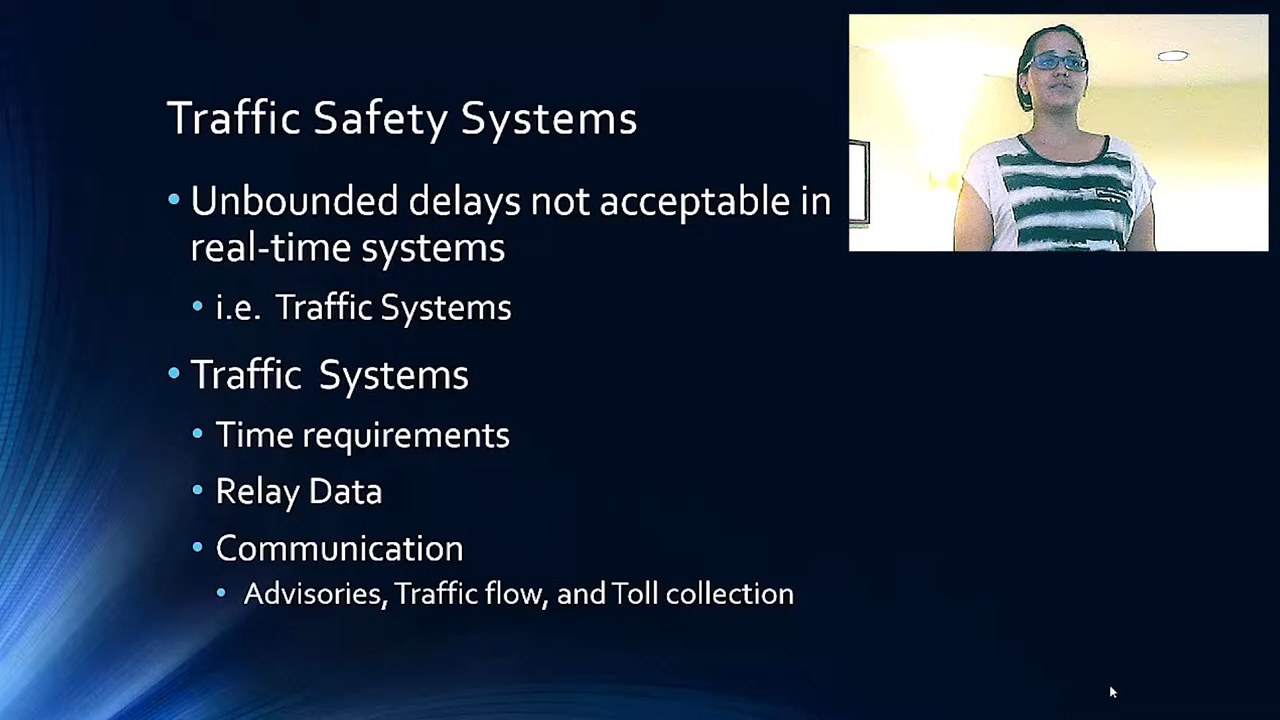 Traffic Safety Systems
• Unbounded delays not acceptable in
real-time systems
• i.e. Traffic Systems
• Traffic Systems
• Time requirements
• Relay Data
• Communication
• Advisories, Traffic flow, and Toll collection